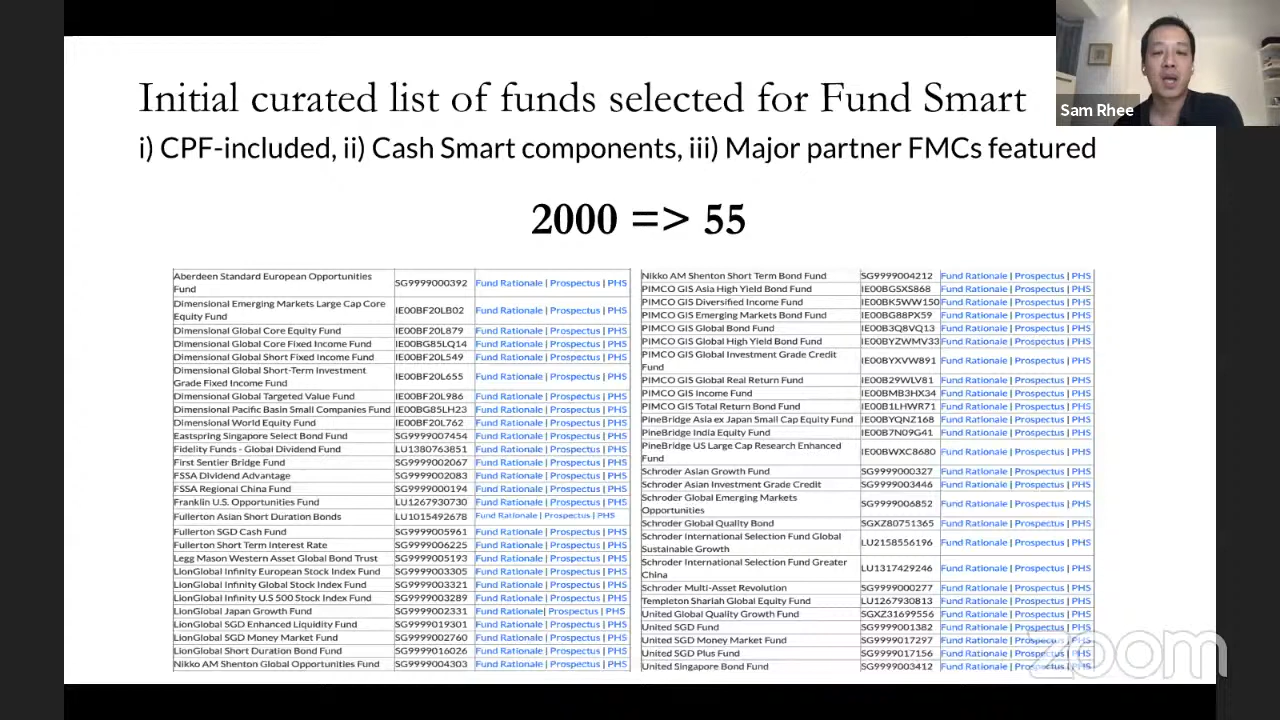 Initial curated list of funds selected for Fund Smart
i) CPF-included, ii) Cash Smart components, iii) Major partner FMCs featured
2000 => 55
Sam Rhee
Aberdeen Standard European Opportunities
Fund SG9999000392 Fund Rationale | Prospectus | PHS
Dimensional Emerging Markets Large Cap Core
Equity Fund IE00BF20LB02 Fund Rationale | Prospectus | PHS
Dimensional Global Core Equity Fund IE00BF20L879 Fund Rationale | Prospectus | PHS
Dimensional Global Core Fixed Income Fund IE00BG85LQ14 Fund Rationale | Prospectus | PHS
Dimensional Global Short Fixed Income Fund IE00BF20L549 Fund Rationale | Prospectus | PHS
Dimensional Global Short-Term Investment
Grade Fixed Income Fund IE00BF20L655 Fund Rationale | Prospectus | PHS
Dimensional Global Targeted Value Fund IE00BF20L986 Fund Rationale | Prospectus | PHS
Dimensional Pacific Basin Small Companies Fund IE00BG85LH23 Fund Rationale | Prospectus | PHS
Dimensional World Equity Fund IE00BF20L762 Fund Rationale | Prospectus | PHS
Eastspring Singapore Select Bond Fund SG9999007454 Fund Rationale | Prospectus | PHS
Fidelity Funds - Global Dividend Fund LU1380763851 Fund Rationale | Prospectus | PHS
First Sentier Bridge Fund SG9999002067 Fund Rationale | Prospectus | PHS
FSSA Dividend Advantage SG9999002083 Fund Rationale | Prospectus | PHS
FSSA Regional China Fund SG9999000194 Fund Rationale | Prospectus | PHS
Franklin U.S. Opportunities Fund LU1267930730 Fund Rationale | Prospectus | PHS
Fullerton Asian Short Duration Bonds LU1015492678 Fund Rationale | Prospectus | PHS
Fullerton SGD Cash Fund SG9999005961 Fund Rationale | Prospectus | PHS
Fullerton Short Term Interest Rate SG9999006225 Fund Rationale | Prospectus | PHS
Legg Mason Western Asset Global Bond Trust SG9999005193 Fund Rationale | Prospectus | PHS
LionGlobal Infinity European Stock Index Fund SG9999003305 Fund Rationale | Prospectus | PHS
LionGlobal Infinity Global Stock Index Fund SG9999003321 Fund Rationale | Prospectus | PHS
LionGlobal Infinity U.S 500 Stock Index Fund SG9999003289 Fund Rationale | Prospectus | PHS
LionGlobal Japan Growth Fund SG9999002331 Fund Rationale| Prospectus | PHS
LionGlobal SGD Enhanced Liquidity Fund SG9999019301 Fund Rationale | Prospectus | PHS
LionGlobal SGD Money Market Fund SG9999002760 Fund Rationale | Prospectus | PHS
LionGlobal Short Duration Bond Fund SG9999016026 Fund Rationale | Prospectus | PHS
Nikko AM Shenton Global Opportunities Fund SG9999004303 Fund Rationale | Prospectus | PHS
Nikko AM Shenton Short Term Bond Fund SG9999004212 Fund Rationale | Prospectus | PHS
PIMCO GIS Asia High Yield Bond Fund IE00BGSXS868 Fund Rationale | Prospectus | PHS
PIMCO GIS Diversified Income Fund IE00BK5WW150 Fund Rationale | Prospectus | PHS
PIMCO GIS Emerging Markets Bond Fund IE00BG88PX59 Fund Rationale | Prospectus | PHS
PIMCO GIS Global Bond Fund IE00B3Q8VQ13 Fund Rationale | Prospectus | PHS
PIMCO GIS Global High Yield Bond Fund IE00BYZWMV33 Fund Rationale | Prospectus | PHS
PIMCO GIS Global Investment Grade Credit
Fund IE00BYXVW891 Fund Rationale | Prospectus | PHS
PIMCO GIS Global Real Return Fund IE00B29WLV81 Fund Rationale | Prospectus | PHS
PIMCO GIS Income Fund IE00BMB3HX34 Fund Rationale | Prospectus | PHS
PIMCO GIS Total Return Bond Fund IE00B1LHWR71 Fund Rationale | Prospectus | PHS
PineBridge Asia ex Japan Small Cap Equity Fund IE00BYQNZ168 Fund Rationale | Prospectus | PHS
PineBridge India Equity Fund IE00B7N09G41 Fund Rationale | Prospectus | PHS
PineBridge US Large Cap Research Enhanced
Fund IE00BWXC8680 Fund Rationale | Prospectus | PHS
Schroder Asian Growth Fund SG9999000327 Fund Rationale | Prospectus | PHS
Schroder Asian Investment Grade Credit SG9999003446 Fund Rationale | Prospectus | PHS
Schroder Global Emerging Markets
Opportunities SG9999006852 Fund Rationale | Prospectus | PHS
Schroder Global Quality Bond SGXZ80751365 Fund Rationale | Prospectus | PHS
Schroder International Selection Fund Global
Sustainable Growth LU2158556196 Fund Rationale | Prospectus | PHS
Schroder International Selection Fund Greater
China LU1317429246 Fund Rationale | Prospectus | PHS
Schroder Multi-Asset Revolution SG9999000277 Fund Rationale | Prospectus | PHS
Templeton Shariah Global Equity Fund LU1267930813 Fund Rationale | Prospectus | PHS
United Global Quality Growth Fund SGXZ31699556 Fund Rationale | Prospectus | PHS
United SGD Fund SG9999001382 Fund Rationale | Prospectus | PHS
United SGD Money Market Fund SG9999017297 Fund Rationale | Prospectus | PHS
United SGD Plus Fund SG9999017156 Fund Rationale | Prospectus | PHS
United Singapore Bond Fund SG9999003412 Fund Rationale | Prospectus | PHS
zoom